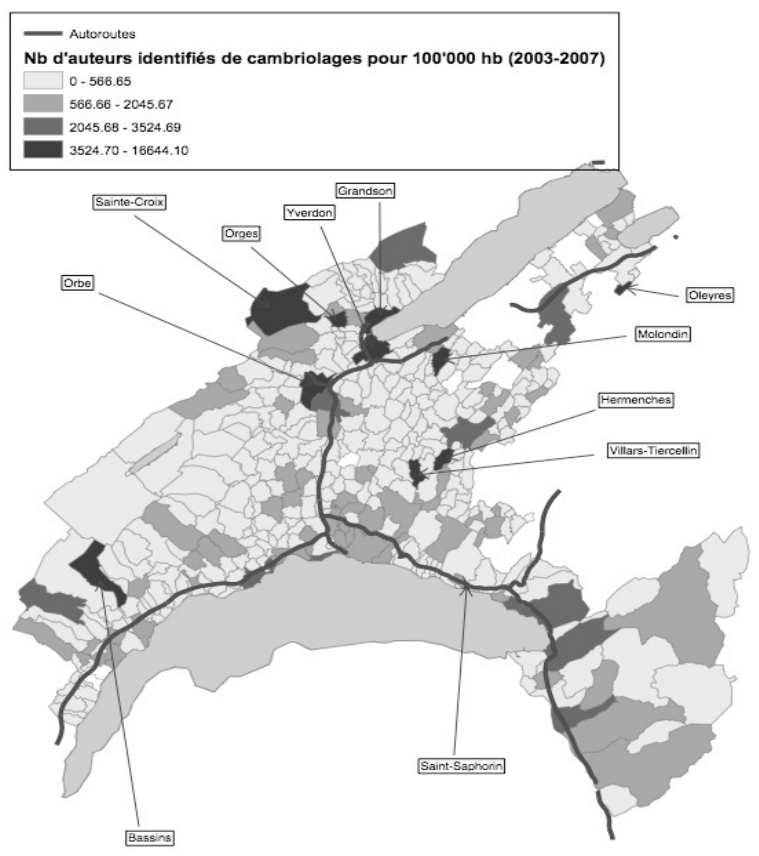 Autoroutes
Nb d'auteurs identifiés de cambriolages pour 100'000 hb (2003-2007)
0 - 566.65
566.66 - 2045.67
2045.68 - 3524.69
3524.70 - 16644.10
Grandson
Sainte-Croix
Yverdon
Orges
Orbe
Oleyres
Molondin
Hermenches
Villars-Tiercellin
Saint-Saphorin
Bassins